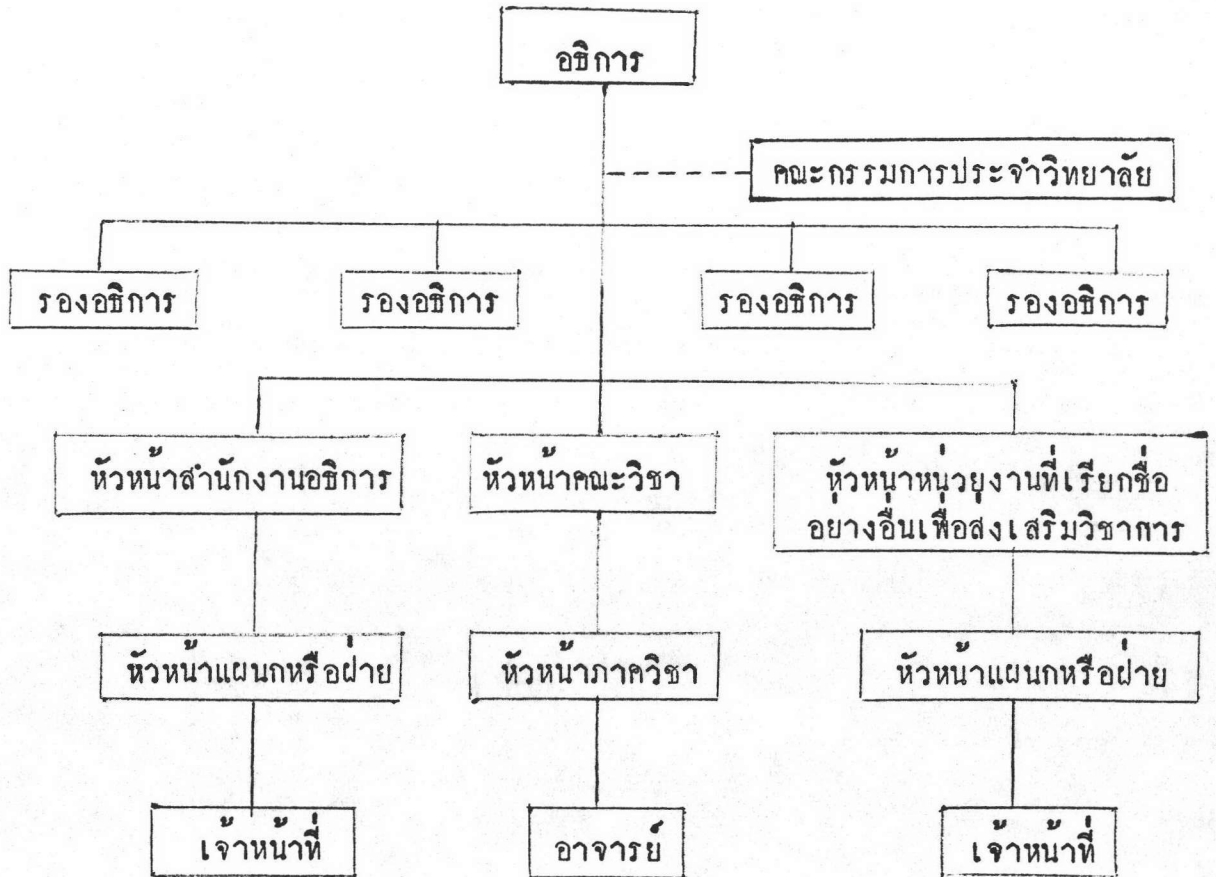 อธิการ
คณะกรรมการประจำวิทยาลัย
รองอธิการ
รองอธิการ
รองอธิการ
รองอธิการ
หัวหน้าสำนักงานอธิการ
หัวหน้าคณะวิชา
หัวหน้าหน่วยงานที่เรียกชื่อ
อย่างอื่นเพื่อส่งเสริมวิชาการ
หัวหน้าแผนกหรือฝ่าย
หัวหน้าภาควิชา
หัวหน้าแผนกหรือฝ่าย
เจ้าหน้าที่
อาจารย์
เจ้าหน้าที่